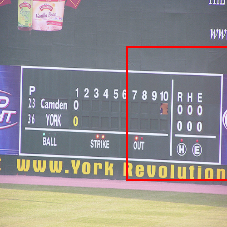 P 1 2 3 4 5 6 7 8 9 10 R H E
23 Camden 0 0 0 0
36 YORK 0 0 0 0
BALL STRIKE OUT H E
www.York Revolution